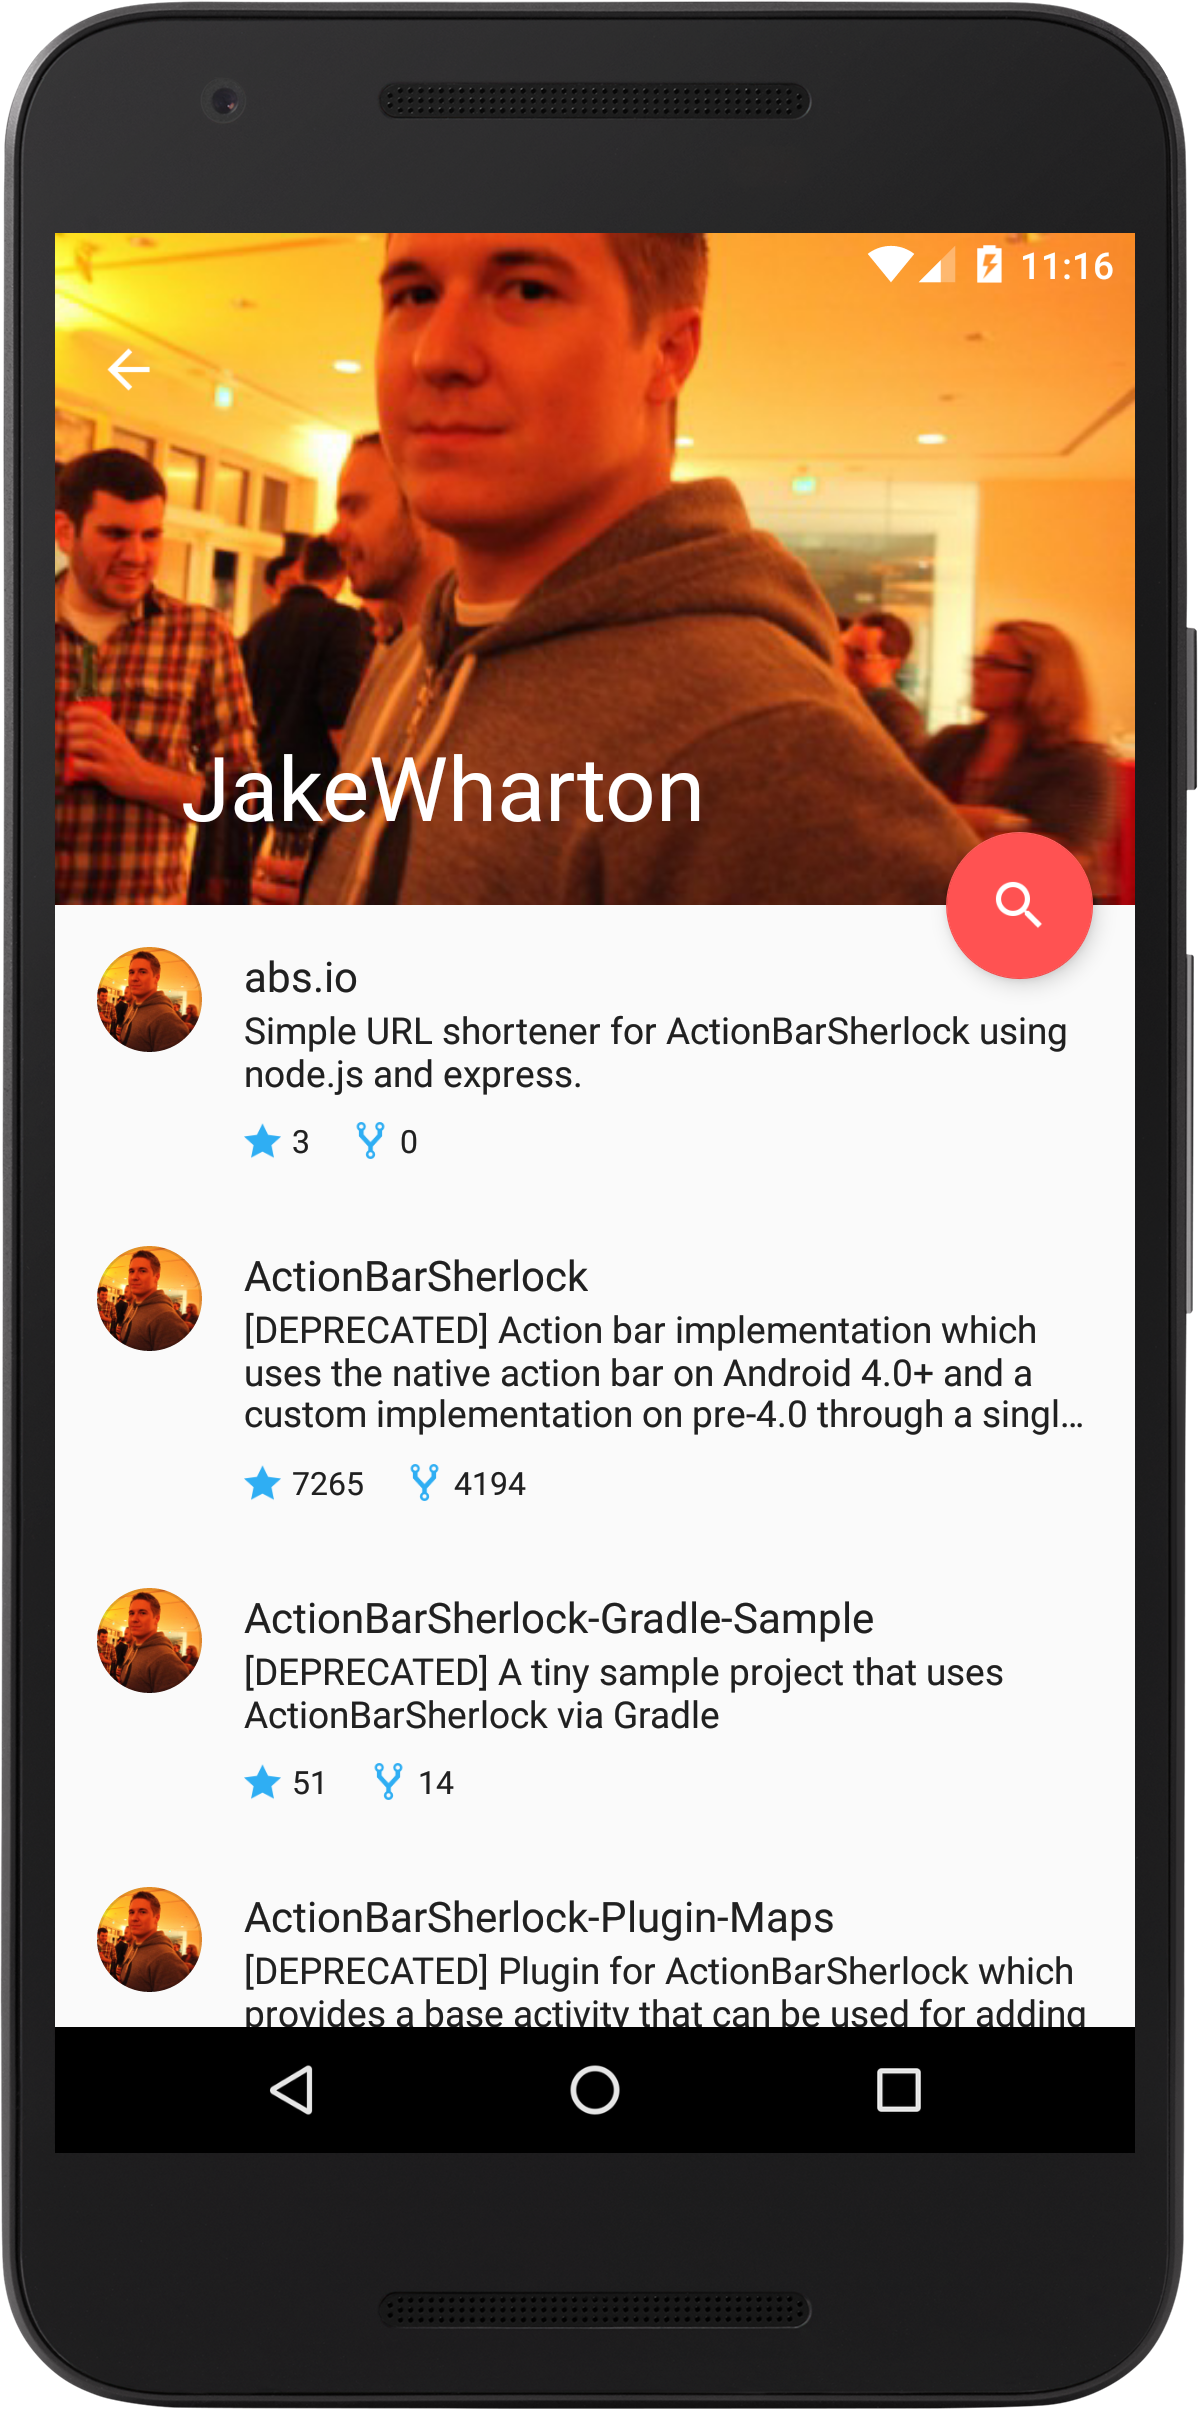 11:16
JakeWharton
abs.io
Simple URL shortener for ActionBarSherlock using
node.js and express.
3 0
ActionBarSherlock
[DEPRECATED] Action bar implementation which
uses the native action bar on Android 4.0+ and a
custom implementation on pre-4.0 through a singl…
7265 4194
ActionBarSherlock-Gradle-Sample
[DEPRECATED] A tiny sample project that uses
ActionBarSherlock via Gradle
51 14
ActionBarSherlock-Plugin-Maps
[DEPRECATED] Plugin for ActionBarSherlock which
provides a base activity that can be used for adding